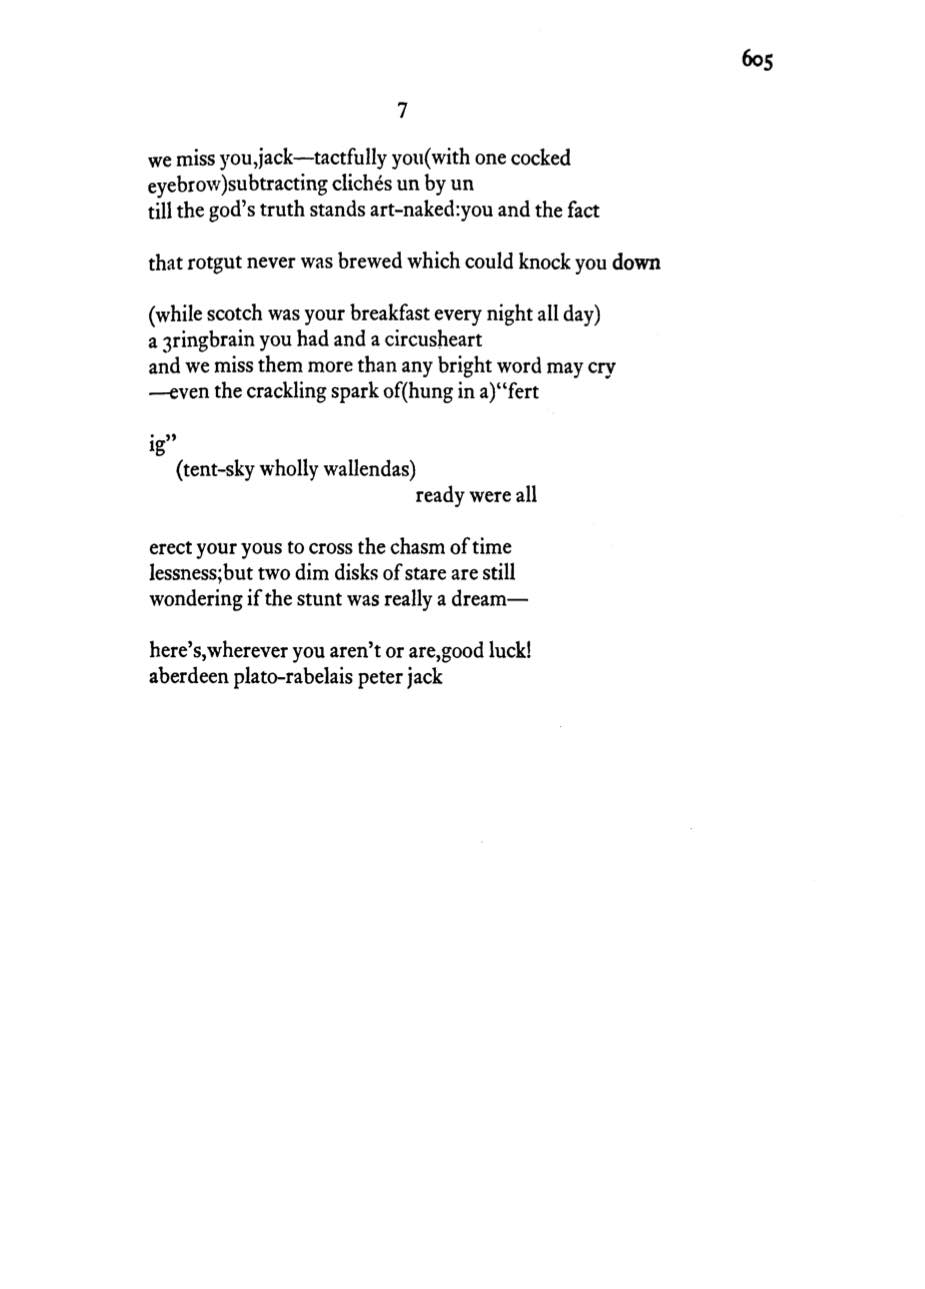 605
7
we miss you,jack—tactfully you(with one cocked
eyebrow)subtracting clichés un by un
till the god's truth stands art-naked:you and the fact
that rotgut never was brewed which could knock you down
(while scotch was your breakfast every night all day)
a 3ringbrain you had and a circusheart
and we miss them more than any bright word may cry
—even the crackling spark of(hung in a)“fert
ig”
(tent-sky wholly wallendas)
ready were all
erect your yous to cross the chasm of time
lessness;but two dim disks of stare are still
wondering if the stunt was really a dream—
here's,wherever you aren't or are,good luck!
aberdeen plato-rabelais peter jack